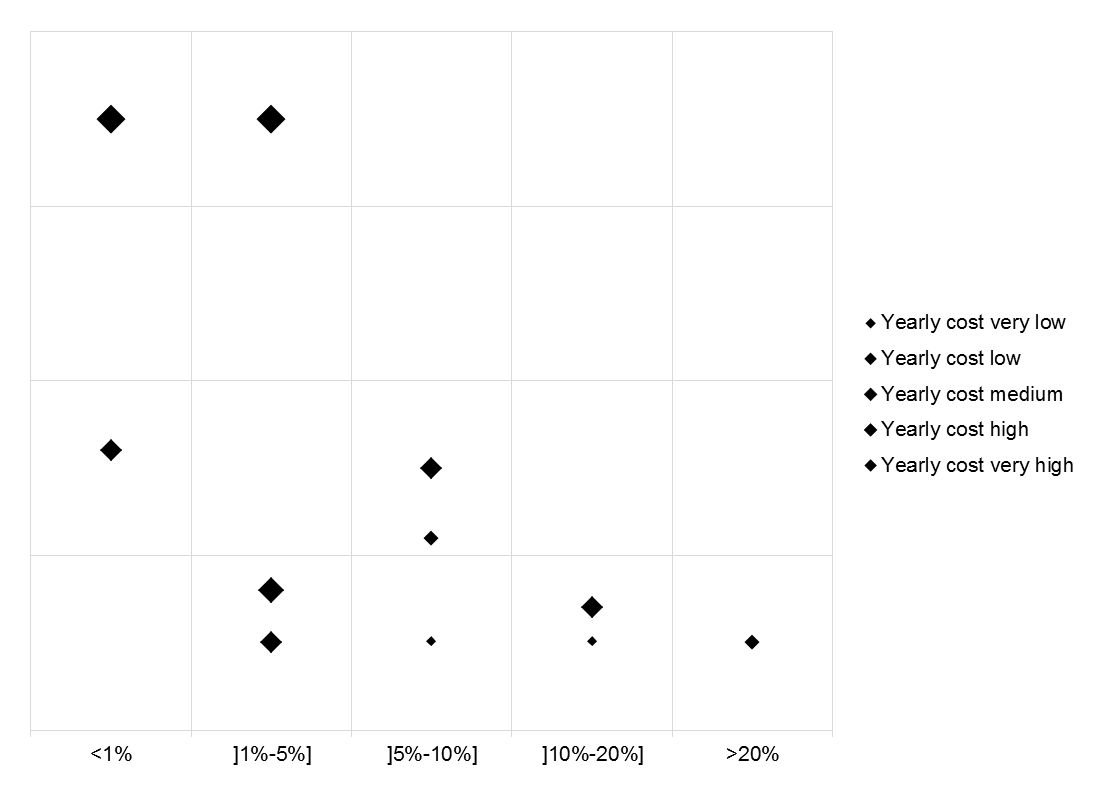 Yearly cost very low
Yearly cost low
Yearly cost medium
Yearly cost high
Yearly cost very high
<1% ]1%-5%] ]5%-10%] ]10%-20%] >20%